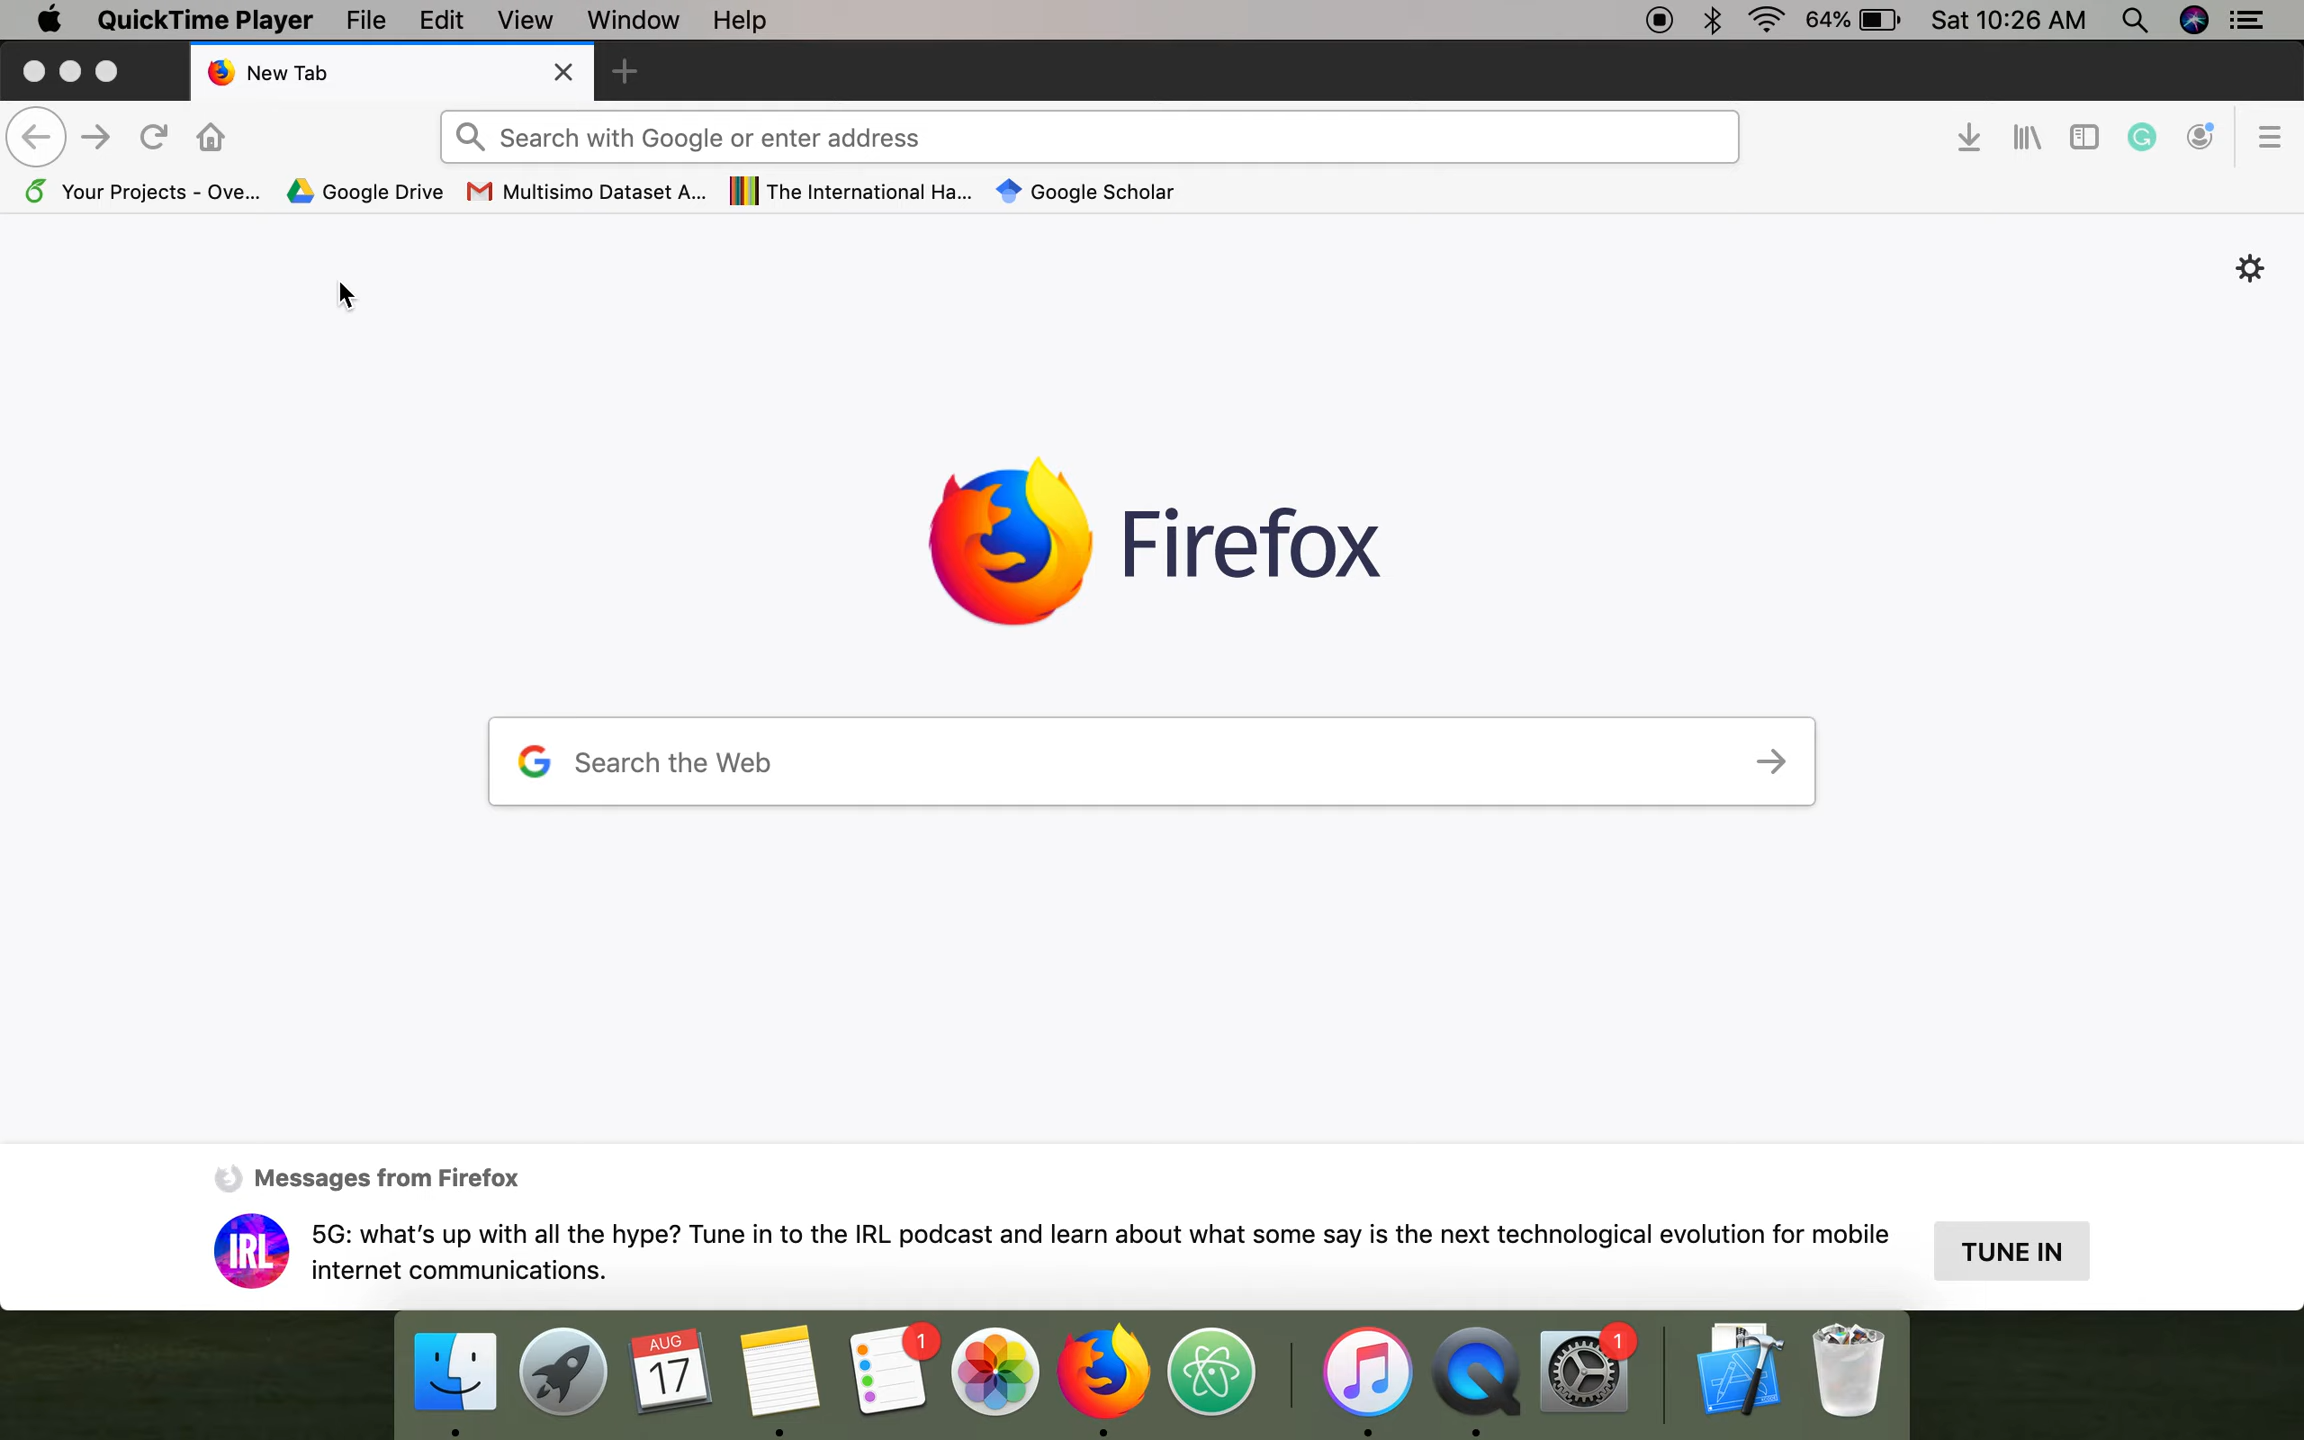 QuickTime Player File Edit View Window Help 64% Sat 10:26 AM
New Tab
Search with Google or enter address
Your Projects - Ove... Google Drive Multisimo Dataset A... The International Ha... Google Scholar
Firefox
Search the Web
Messages from Firefox
IRL
5G: what's up with all the hype? Tune in to the IRL podcast and learn about what some say is the next technological evolution for mobile
internet communications.
TUNE IN
AUG
17
1
1